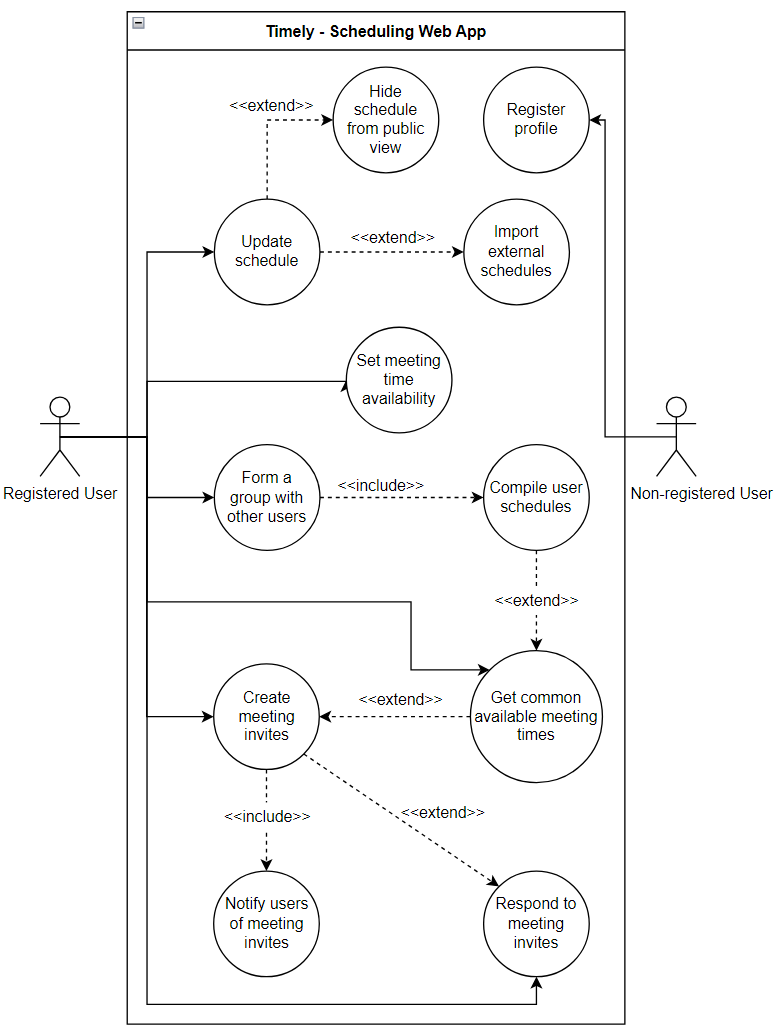 Timely - Scheduling Web App
Hide
schedule
from public
view
<<extend>>
Register
profile
Update
schedule
<<extend>>
Import
external
schedules
Set meeting
time
availability
Registered User
Form a
group with
other users
<<include>>
Compile user
schedules
Non-registered User
<<extend>>
Create
meeting
invites
<<extend>>
Get common
available meeting
times
<<include>>
<<extend>>
Notify users
of meeting
invites
Respond to
meeting
invites